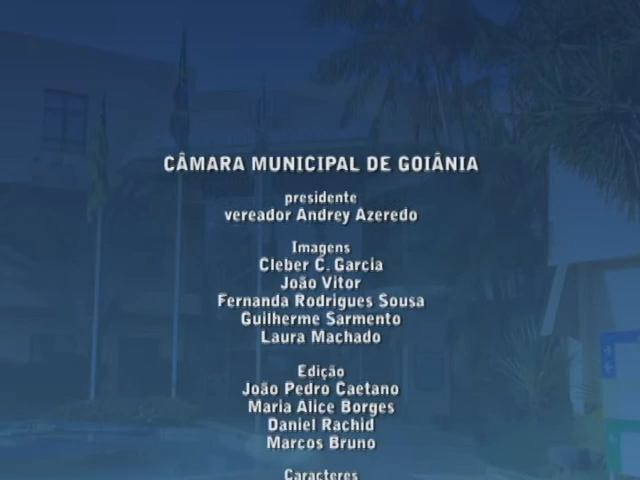 CÂMARA MUNICIPAL DE GOIÂNIA
presidente
vereador Andrey Azeredo
Imagens
Cleber C. Garcia
João Vitor
Fernanda Rodrigues Sousa
Guilherme Sarmento
Laura Machado
Edição
João Pedro Caetano
Maria Alice Borges
Daniel Rachid
Marcos Bruno
Caracteres